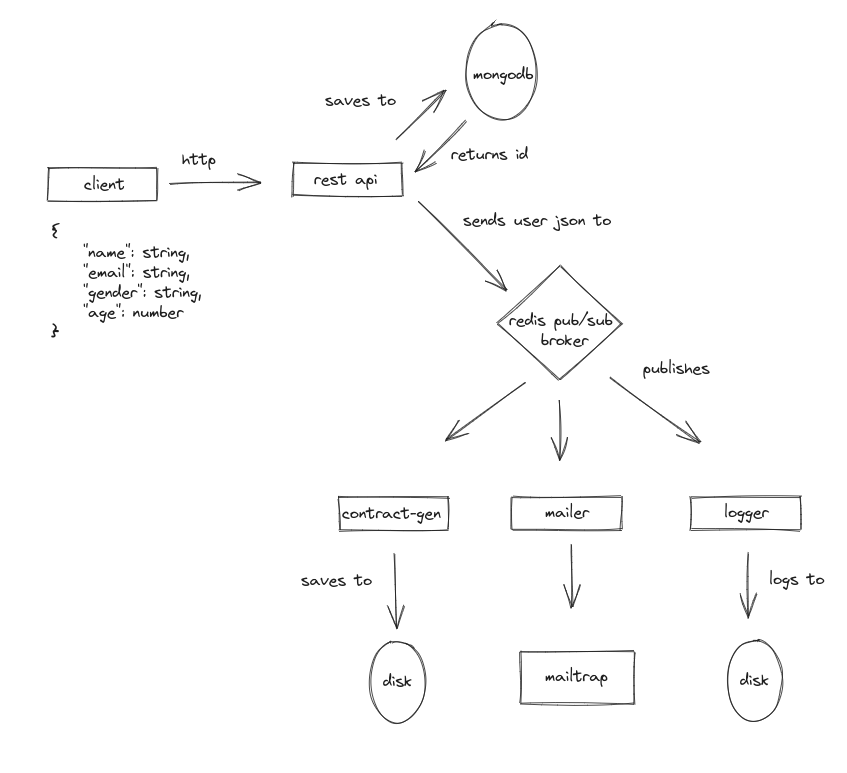 mongodb
saves to
returns id
http
client
rest api
sends user json to
{
"name": string,
"email": string,
"gender": string,
"age": number
}
redis pub/sub
broker
publishes
contract-gen
mailer
logger
saves to
logs to
disk
mailtrap
disk